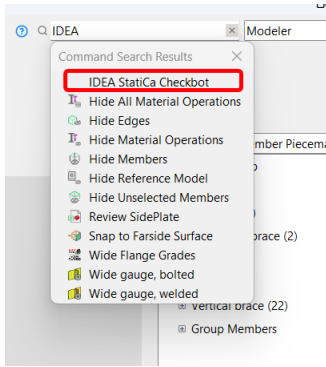 IDEA
Modeler
Command Search Results
IDEA StatiCa Checkbot
Hide All Material Operations
Hide Edges
Hide Material Operations
mber Piecema
Hide Members
Hide Reference Model
Hide Unselected Members
Review SidePlate
Snap to Farside Surface
brace (2)
Wide Flange Grades
Wide gauge, bolted
Wide gauge, welded
Vertical brace (22)
Group Members